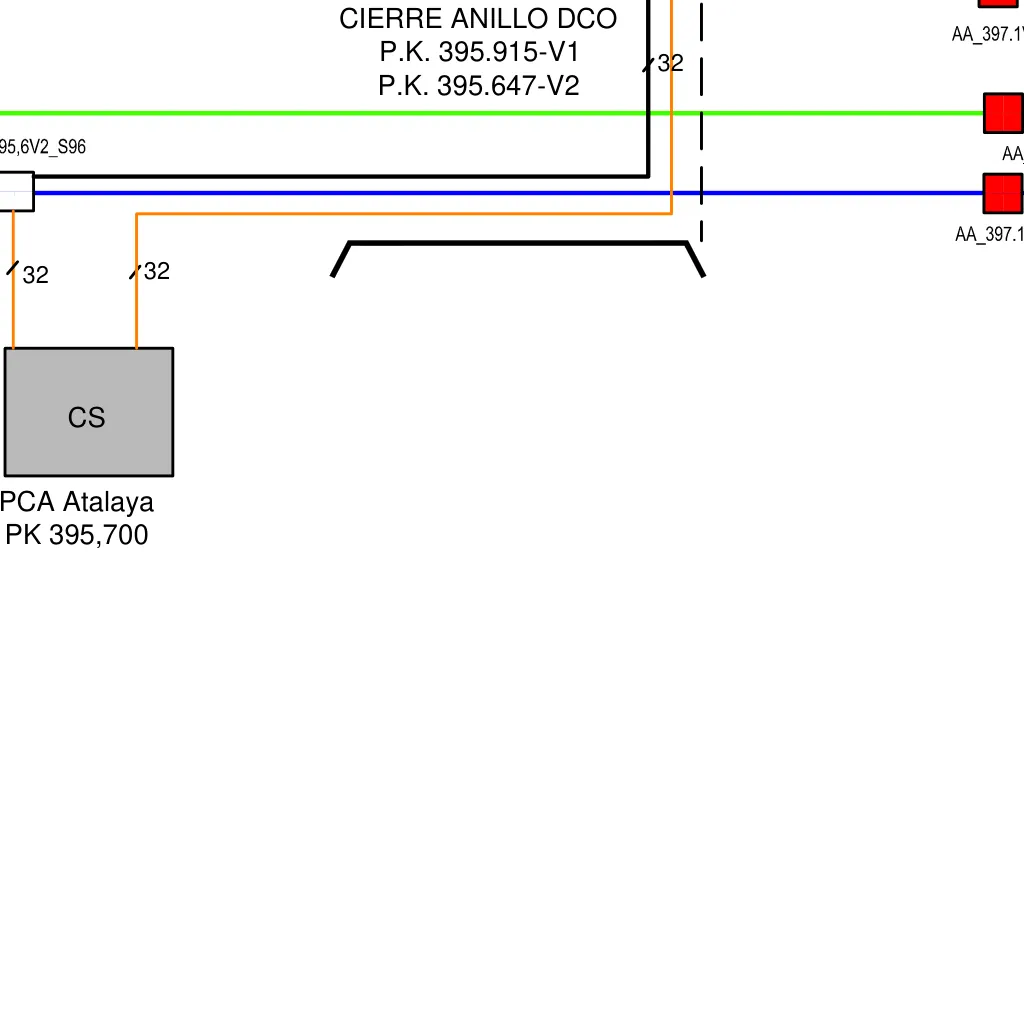 CIERRE ANILLO DCO
P.K. 395.915-V1
P.K. 395.647-V2
32
AA_397.1
95,6V2_S96
AA_
AA_397.1
32
32
CS
PCA Atalaya
PK 395,700